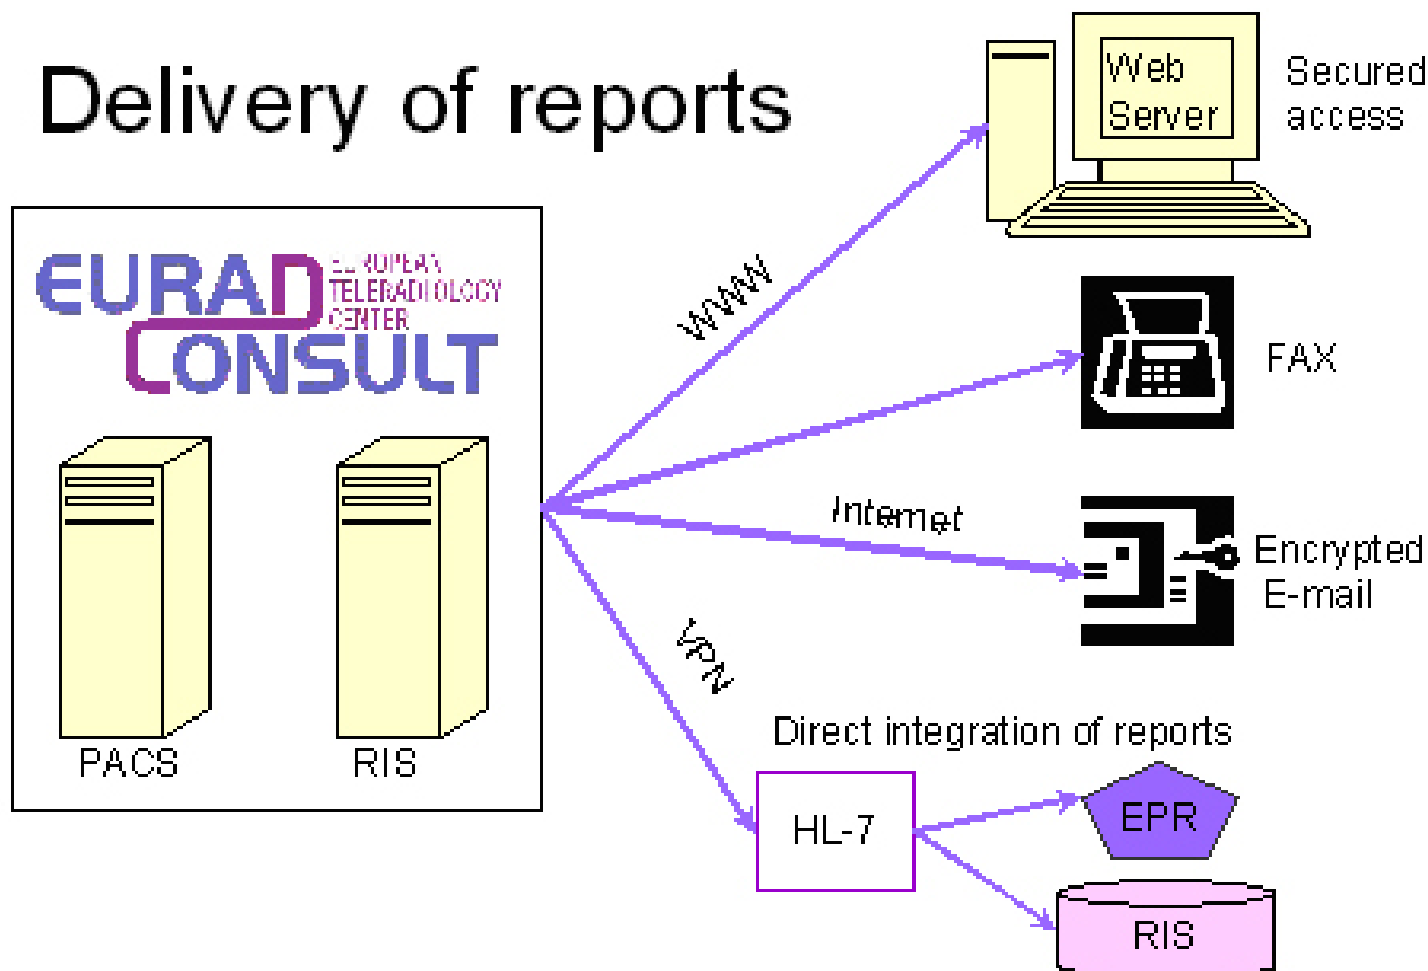 Delivery of reports
Web
Server
Secured
access
EURAD
EUROPEAN
TELERADIOLOGY
CENTER
CONSULT
WWW
FAX
Internet
Encrypted
E-mail
VPN
PACS
RIS
Direct integration of reports
HL-7
EPR
RIS